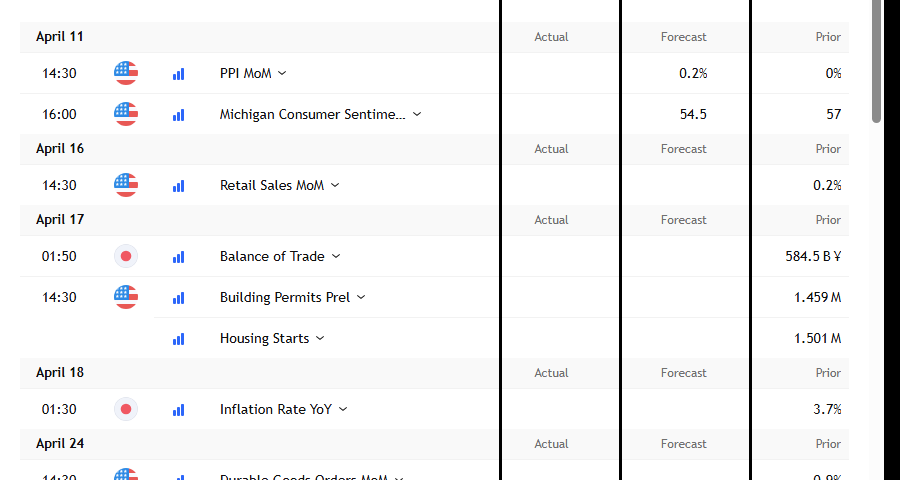 April 11 Actual Forecast Prior
14:30 PPI MoM 0.2% 0%
16:00 Michigan Consumer Sentime... 54.5 57
April 16 Actual Forecast Prior
14:30 Retail Sales MoM 0.2%
April 17 Actual Forecast Prior
01:50 Balance of Trade 584.5 B ¥
14:30 Building Permits Prel 1.459 M
Housing Starts 1.501 M
April 18 Actual Forecast Prior
01:30 Inflation Rate YoY 3.7%
April 24 Actual Forecast Prior
14:30 Durable Goods Orders MoM 0.9%